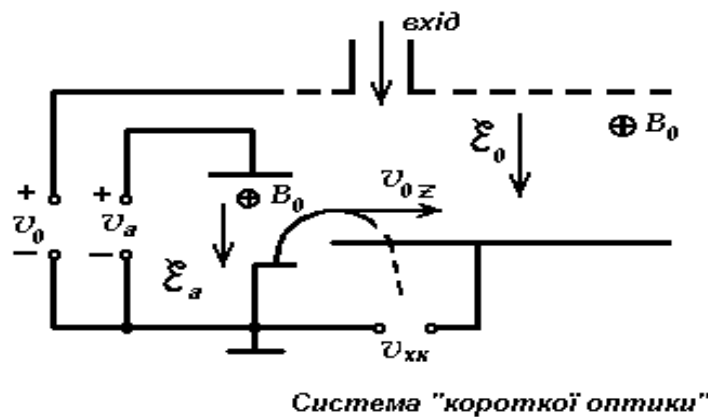 вхід
ℰ₀
⊕ B₀
+ +
v₀ vₐ
− −
⊕ B₀
v₀z
ℰₐ
vхк
Система "короткої оптики"